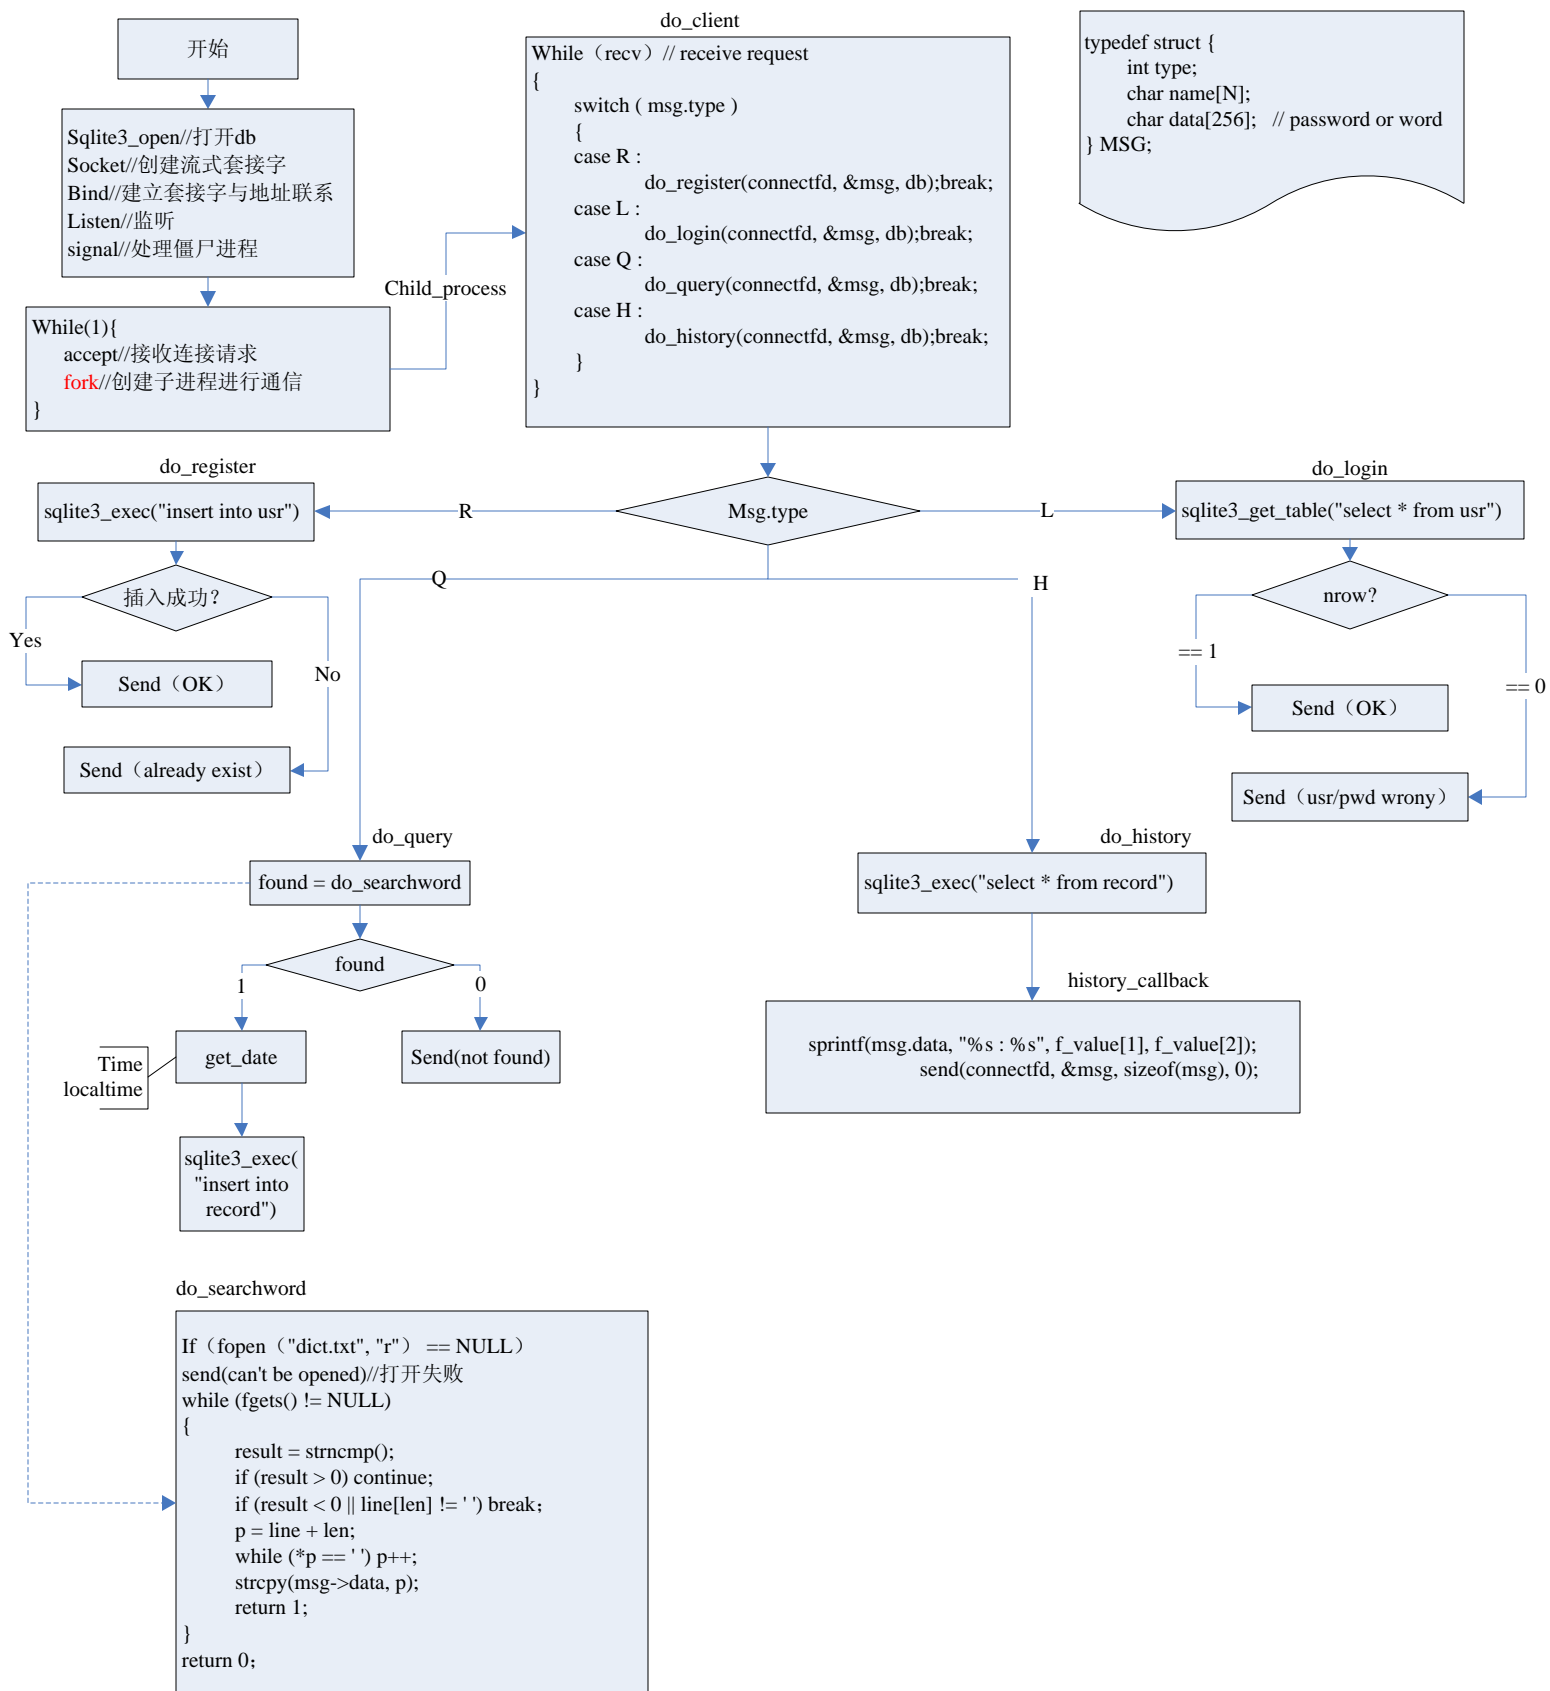 开始
Sqlite3_open//打开db
Socket//创建流式套接字
Bind//建立套接字与地址联系
Listen//监听
signal//处理僵尸进程
While(1){
accept//接收连接请求
fork//创建子进程进行通信
}
Child_process
do_client
While（recv）// receive request
{
switch ( msg.type )
{
case R :
do_register(connectfd, &msg, db);break;
case L :
do_login(connectfd, &msg, db);break;
case Q :
do_query(connectfd, &msg, db);break;
case H :
do_history(connectfd, &msg, db);break;
}
}
typedef struct {
int type;
char name[N];
char data[256];   // password or word
} MSG;
Msg.type
R
L
Q
H
do_register
sqlite3_exec("insert into usr")
插入成功？
Yes
No
Send（OK）
Send（already exist）
do_login
sqlite3_get_table("select * from usr")
nrow?
== 1
== 0
Send（OK）
Send（usr/pwd wrony）
do_query
found = do_searchword
found
1
0
get_date
Time
localtime
Send(not found)
sqlite3_exec(
"insert into
record")
do_history
sqlite3_exec("select * from record")
history_callback
sprintf(msg.data, "%s : %s", f_value[1], f_value[2]);
send(connectfd, &msg, sizeof(msg), 0);
do_searchword
If（fopen（"dict.txt", "r"） == NULL）
send(can't be opened)//打开失败
while (fgets() != NULL)
{
result = strncmp();
if (result > 0) continue;
if (result < 0 || line[len] != ' ') break；
p = line + len;
while (*p == ' ') p++;
strcpy(msg->data, p);
return 1;
}
return 0；